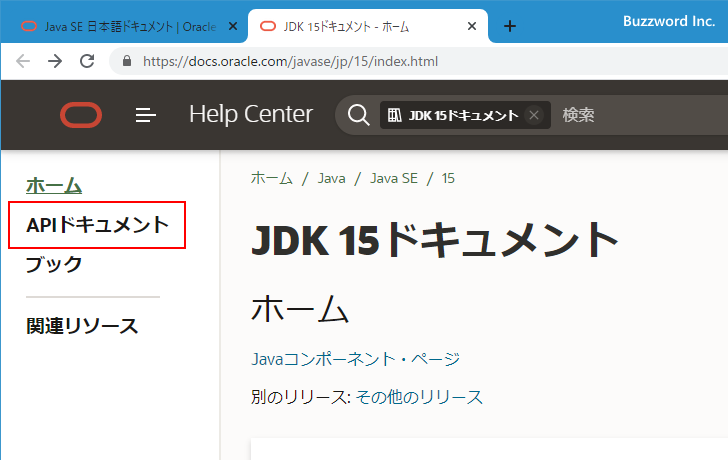 Java SE 日本語ドキュメント | Oracle
JDK 15ドキュメント - ホーム
Buzzword Inc.
https://docs.oracle.com/javase/jp/15/index.html
Help Center
JDK 15ドキュメント
検索
ホーム
APIドキュメント
ブック
関連リソース
ホーム / Java / Java SE / 15
JDK 15ドキュメント
ホーム
Javaコンポーネント・ページ
別のリリース: その他のリリース